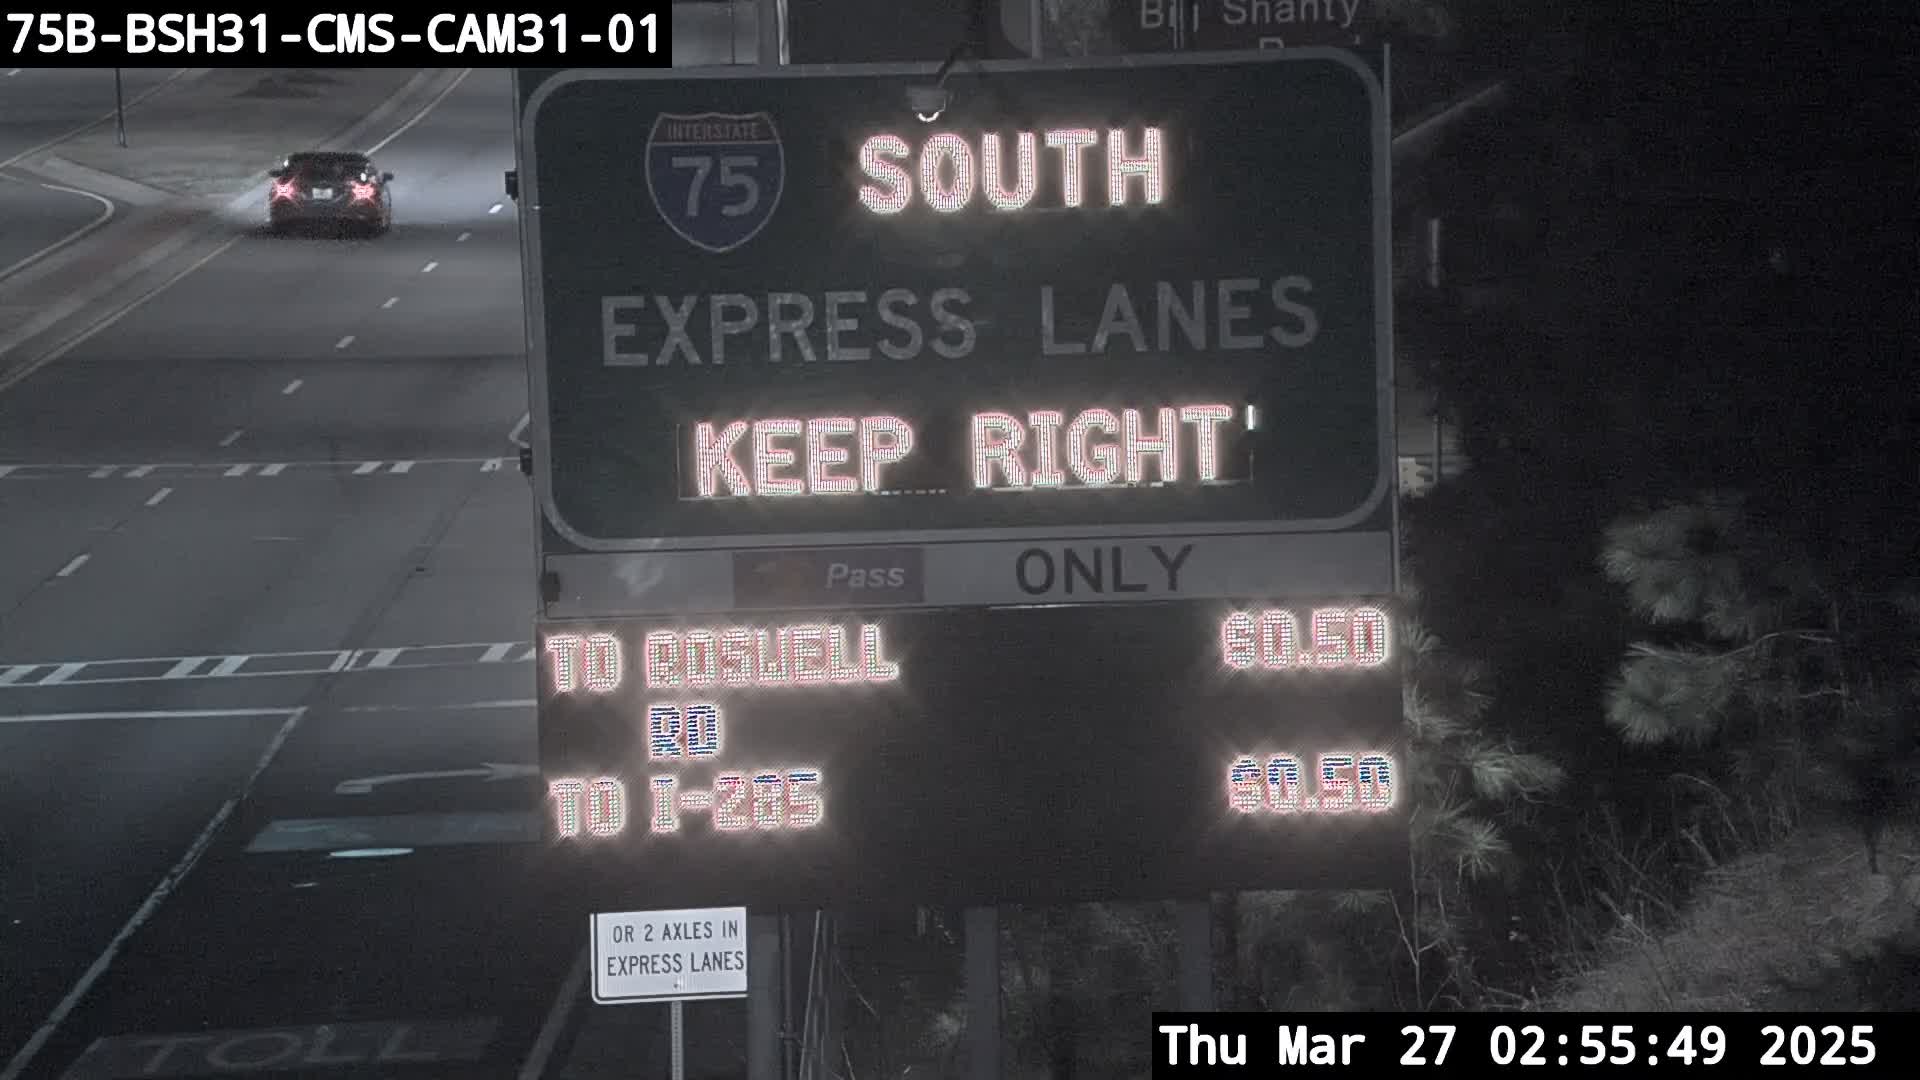 75B-BSH31-CMS-CAM31-01
Shanty
INTERSTATE
75
SOUTH
EXPRESS LANES
KEEP RIGHT
Pass ONLY
TO ROSWELL $0.50
RD
TO I-285 $0.50
OR 2 AXLES IN
EXPRESS LANES
TOLL
Thu Mar 27 02:55:49 2025